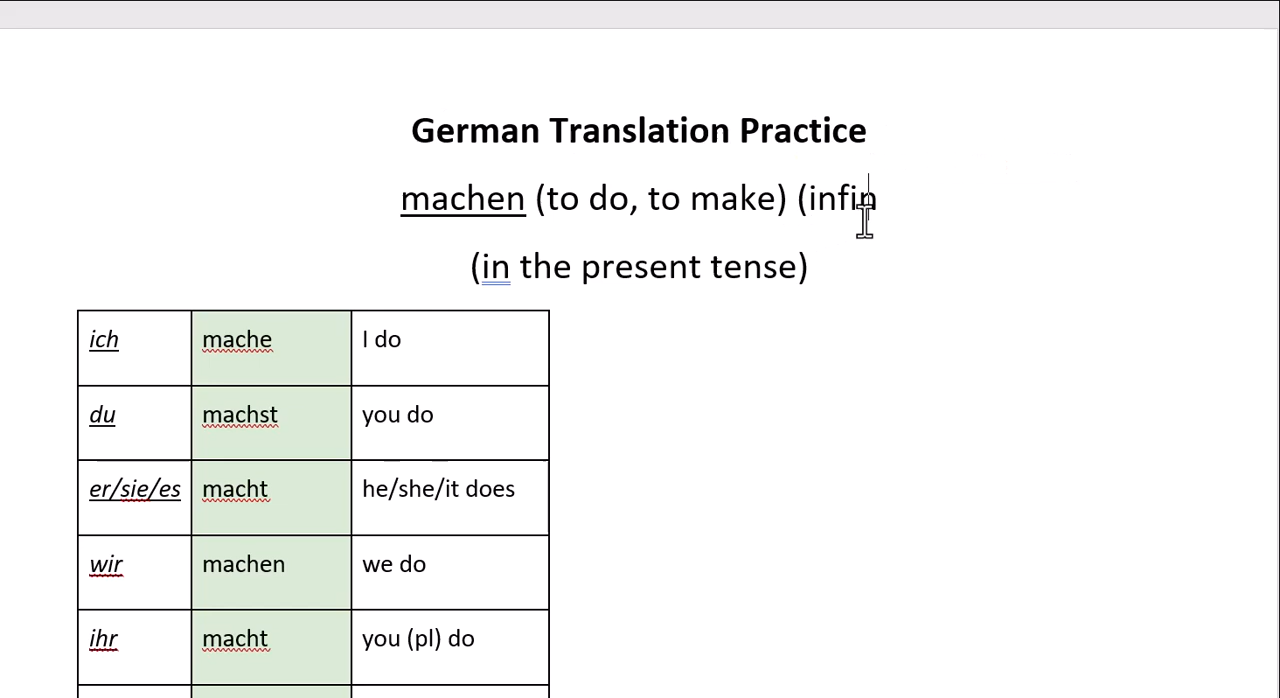 German Translation Practice
machen (to do, to make) (infin
(in the present tense)
ich mache I do
du machst you do
er/sie/es macht he/she/it does
wir machen we do
ihr macht you (pl) do